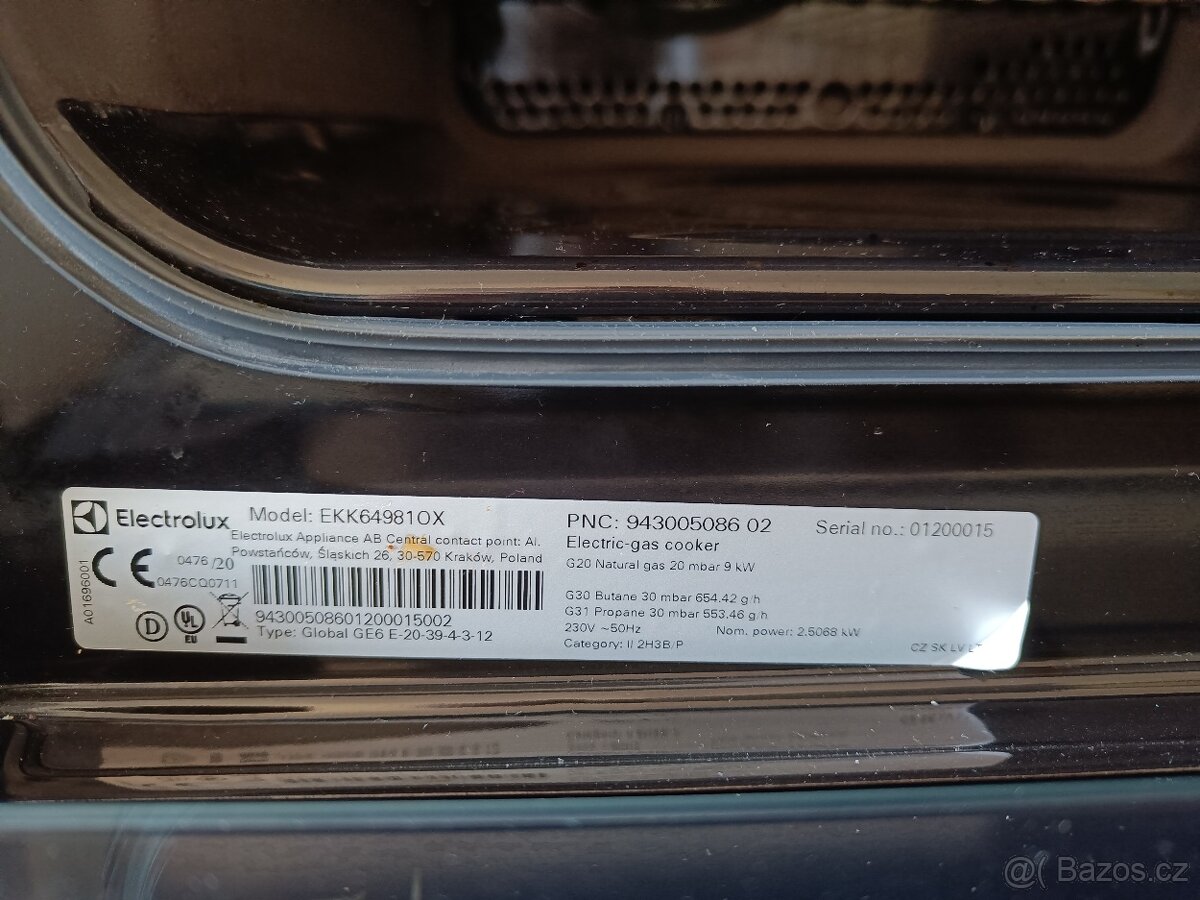 Electrolux Model: EKK64981OX
Electrolux Appliance AB Central contact point: Al.
Powstańców, Śląskich 26, 30-570 Kraków, Poland
A01696001
CE 0476/20
0476CQ0711
D UL EU
94300508601200015002
Type: Global GE6 E-20-39-4-3-12
PNC: 943005086 02
Serial no.: 01200015
Electric-gas cooker
G20 Natural gas 20 mbar 9 kW
G30 Butane 30 mbar 654.42 g/h
G31 Propane 30 mbar 553.46 g/h
230V ~50Hz Nom. power: 2.5068 kW
Category: II 2H3B/P
CZ SK LV
@( Bazos.cz